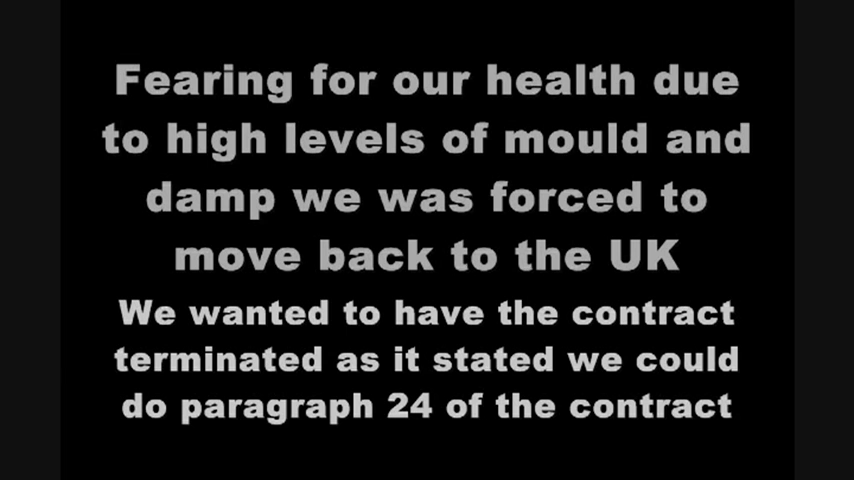 Fearing for our health due
to high levels of mould and
damp we was forced to
move back to the UK
We wanted to have the contract
terminated as it stated we could
do paragraph 24 of the contract